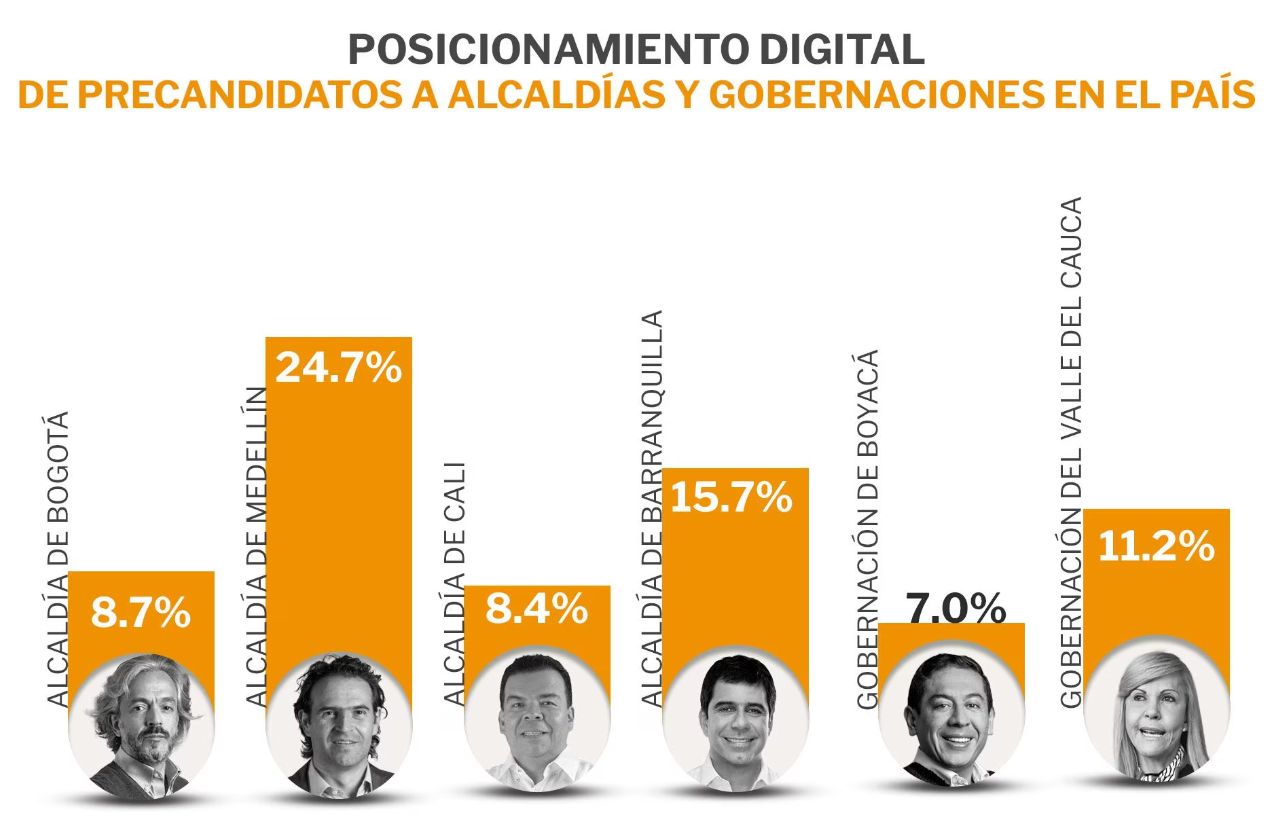 POSICIONAMIENTO DIGITAL
DE PRECANDIDATOS A ALCALDÍAS Y GOBERNACIONES EN EL PAÍS
ALCALDÍA DE BOGOTÁ
8.7%
ALCALDÍA DE MEDELLÍN
24.7%
ALCALDÍA DE CALI
8.4%
ALCALDÍA DE BARRANQUILLA
15.7%
GOBERNACIÓN DE BOYACÁ
7.0%
GOBERNACIÓN DEL VALLE DEL CAUCA
11.2%